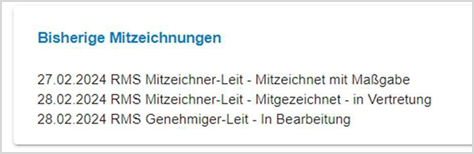 Bisherige Mitzeichnungen
27.02.2024 RMS Mitzeichner-Leit - Mitzeichnet mit Maßgabe
28.02.2024 RMS Mitzeichner-Leit - Mitgezeichnet - in Vertretung
28.02.2024 RMS Genehmiger-Leit - In Bearbeitung